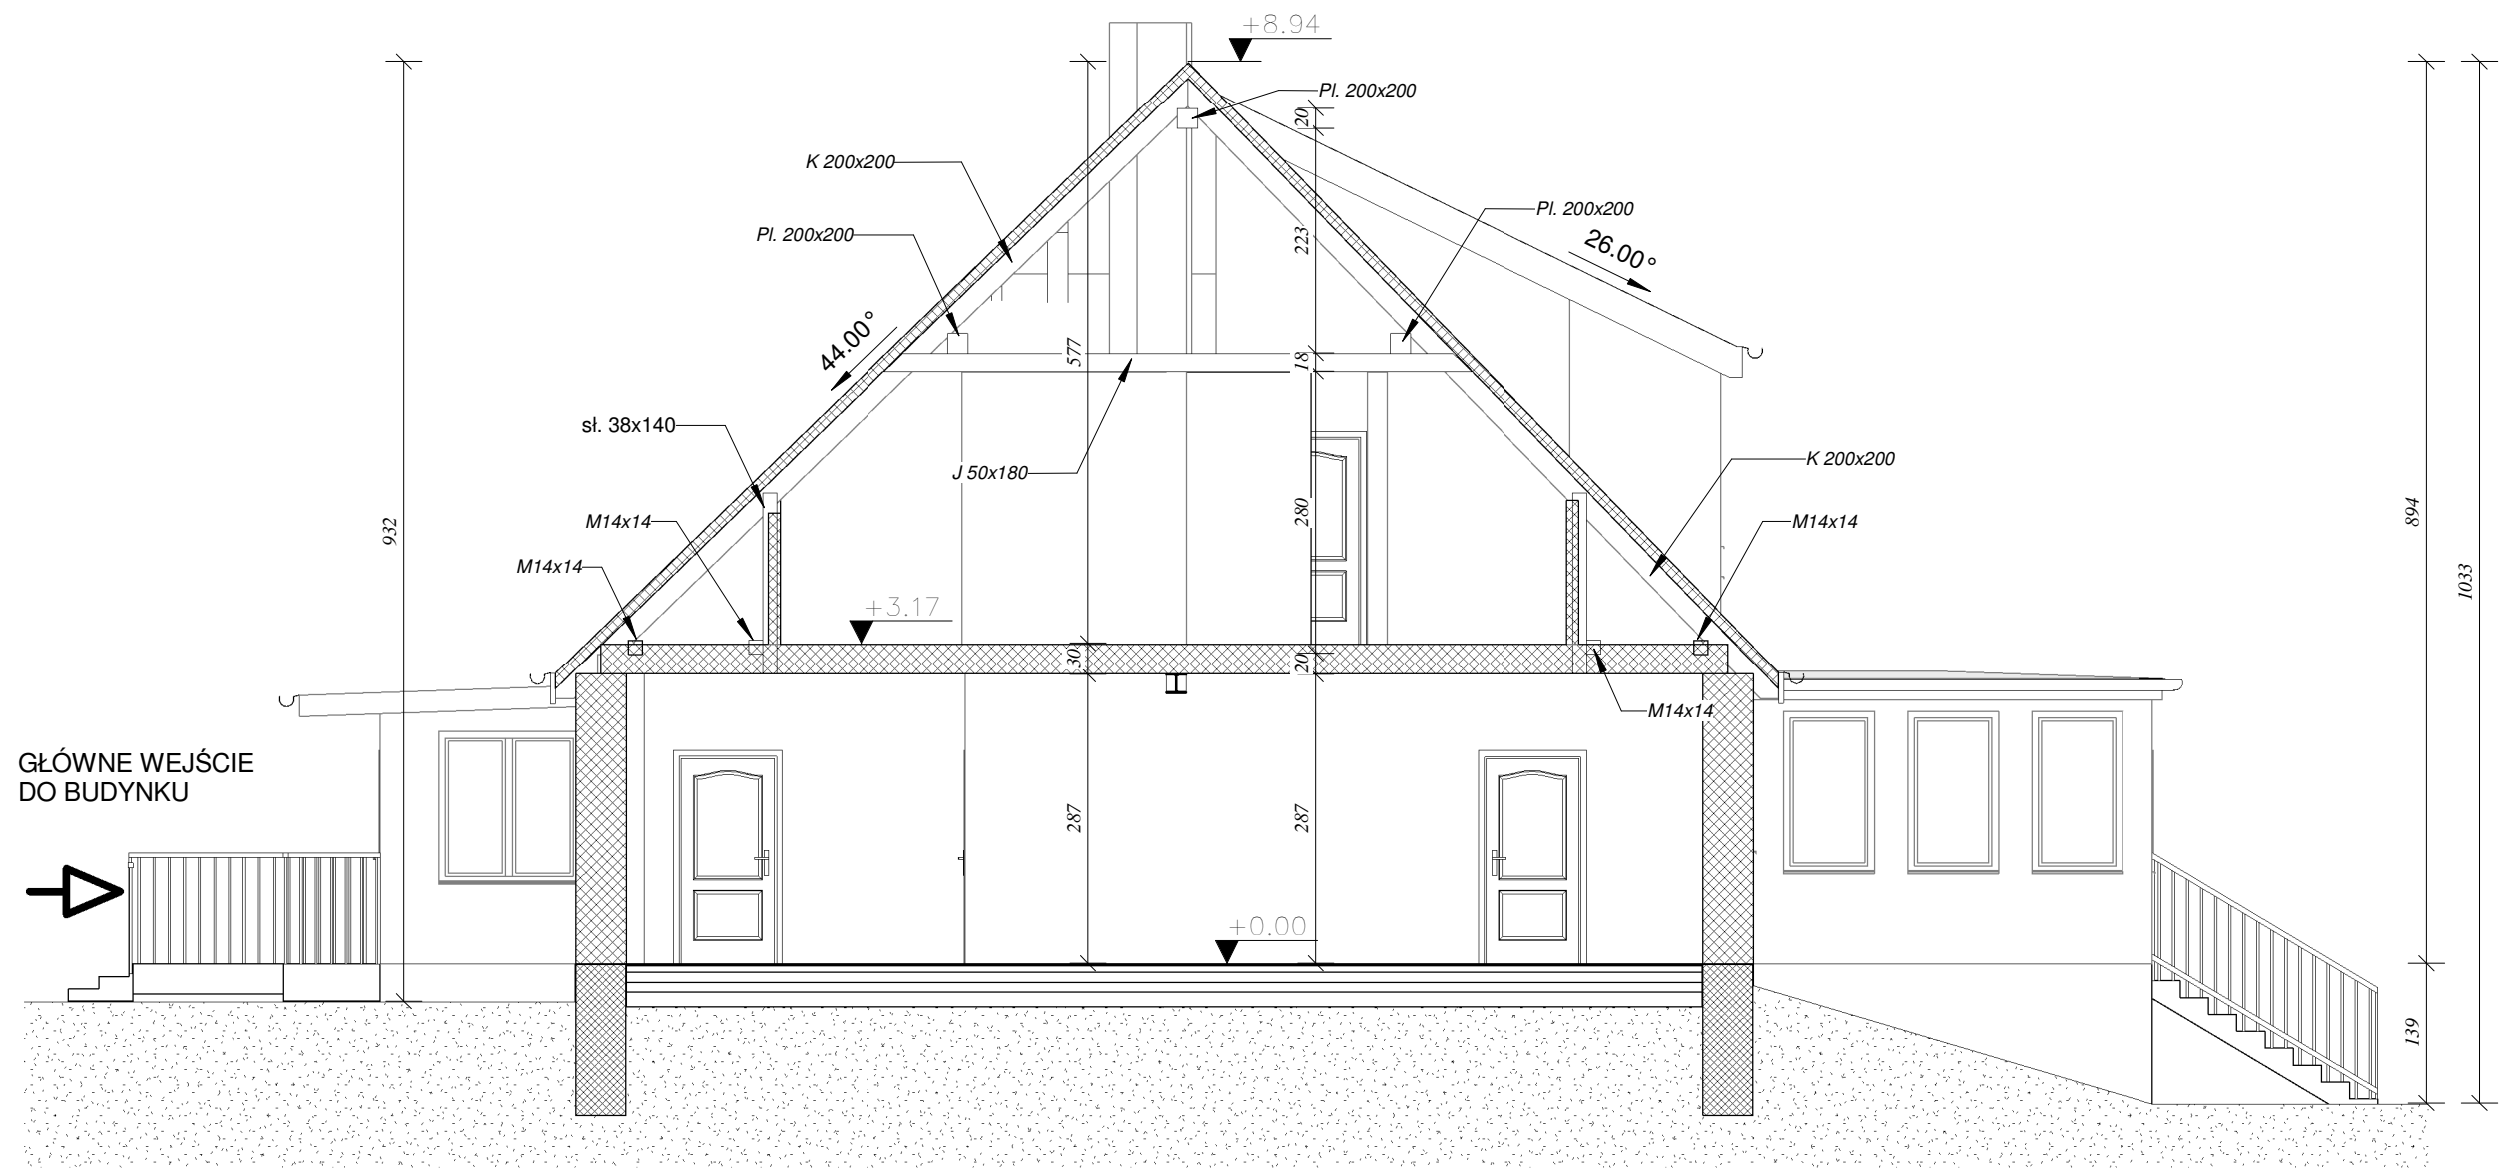 +8.94
Pl. 200x200
20
K 200x200
Pl. 200x200
Pl. 200x200
223
26.00°
44.00°
577
18
sł. 38x140
J 50x180
K 200x200
932
M14x14
280
894
M14x14
M14x14
1033
+3.17
30
20
M14x14
GŁÓWNE WEJŚCIE
DO BUDYNKU
287
287
+0.00
139